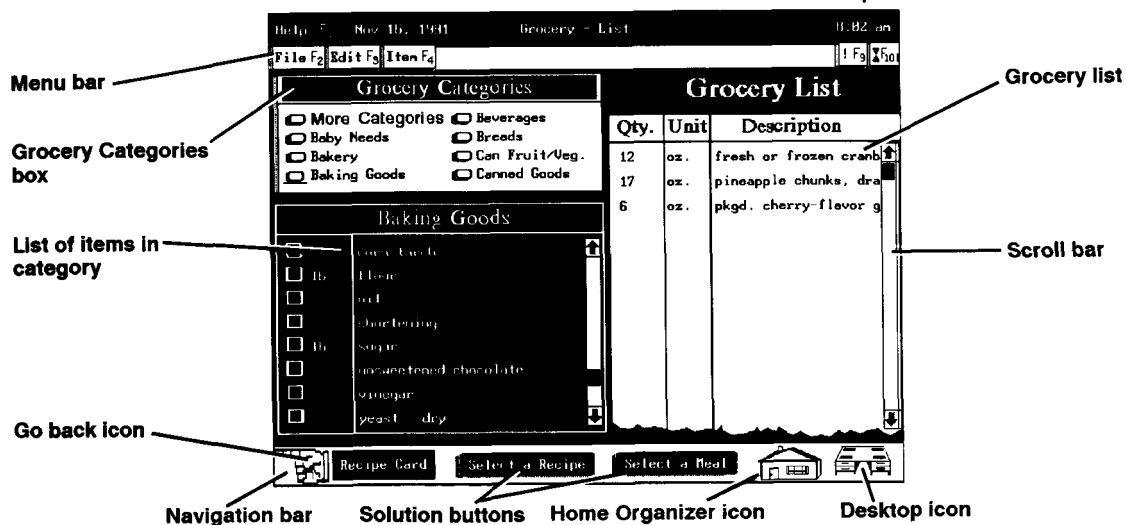 Help F Nov 15, 1991 Grocery - List 8:02 am
File F2 Edit F3 Item F4 ! F9 F10
Menu bar
Grocery Categories
Grocery List
Grocery list
More Categories Beverages
Baby Needs Breads
Bakery Can Fruit/Veg.
Baking Goods Canned Goods
Grocery Categories
box
Qty. Unit Description
12 oz. fresh or frozen cranb
17 oz. pineapple chunks, dra
6 oz. pkgd. cherry-flavor g
Baking Goods
List of items in
category
Scroll bar
lb flour
oil
shortening
lb sugar
unsweetened chocolate
vinegar
yeast dry
Go back icon
Recipe Card Select a Recipe Select a Meal
Navigation bar Solution buttons Home Organizer icon Desktop icon